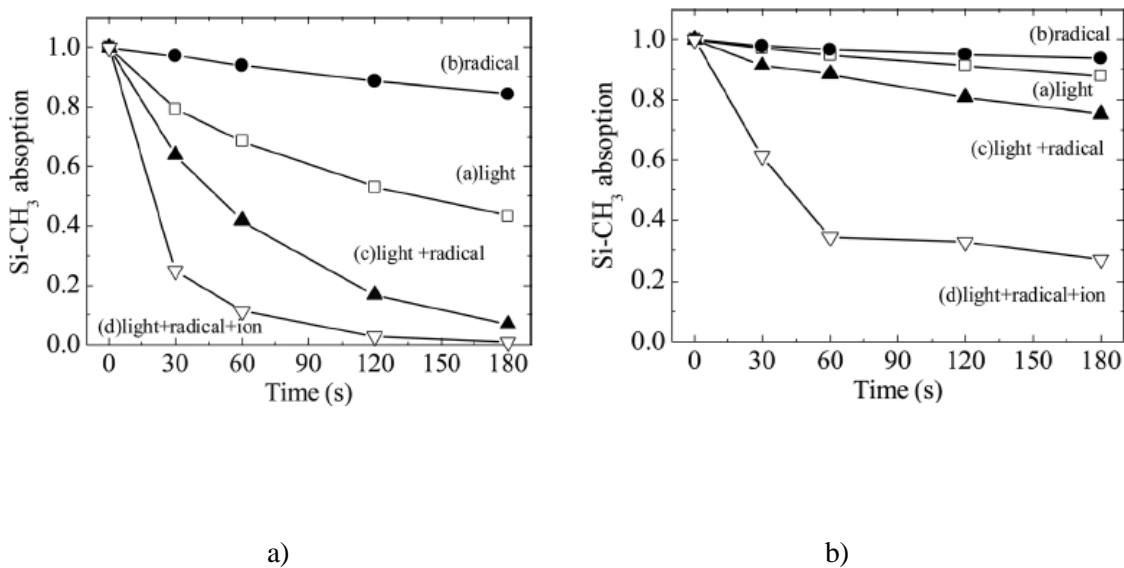 1.0
0.8
0.6
0.4
0.2
0.0
Si-CH3 absoption
(b)radical
(a)light
(c)light +radical
(d)light+radical+ion
0 30 60 90 120 150 180
Time (s)
a)
1.0
0.8
0.6
0.4
0.2
0.0
Si-CH3 absoption
(b)radical
(a)light
(c)light +radical
(d)light+radical+ion
0 30 60 90 120 150 180
Time (s)
b)